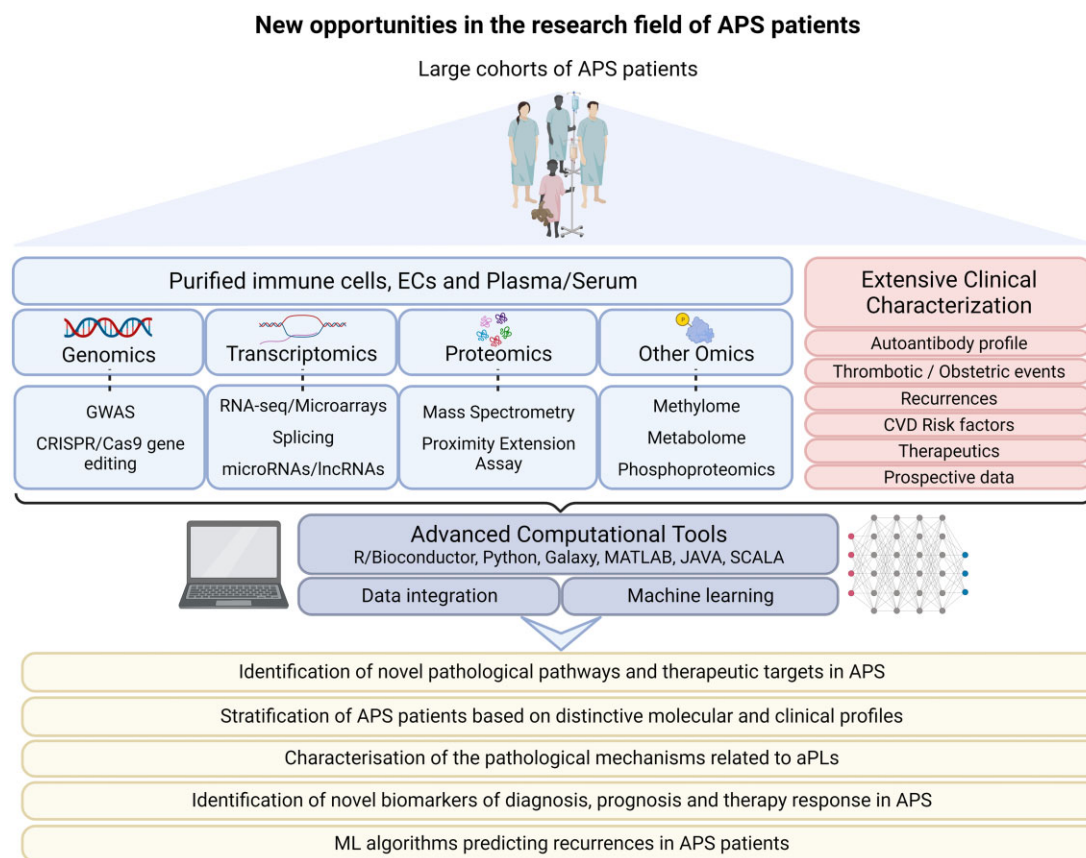 New opportunities in the research field of APS patients
Large cohorts of APS patients
Purified immune cells, ECs and Plasma/Serum
Genomics
GWAS
CRISPR/Cas9 gene
editing
Transcriptomics
RNA-seq/Microarrays
Splicing
microRNAs/lncRNAs
Proteomics
Mass Spectrometry
Proximity Extension
Assay
P
Other Omics
Methylome
Metabolome
Phosphoproteomics
Extensive Clinical
Characterization
Autoantibody profile
Thrombotic / Obstetric events
Recurrences
CVD Risk factors
Therapeutics
Prospective data
Advanced Computational Tools
R/Bioconductor, Python, Galaxy, MATLAB, JAVA, SCALA
Data integration
Machine learning
Identification of novel pathological pathways and therapeutic targets in APS
Stratification of APS patients based on distinctive molecular and clinical profiles
Characterisation of the pathological mechanisms related to aPLs
Identification of novel biomarkers of diagnosis, prognosis and therapy response in APS
ML algorithms predicting recurrences in APS patients